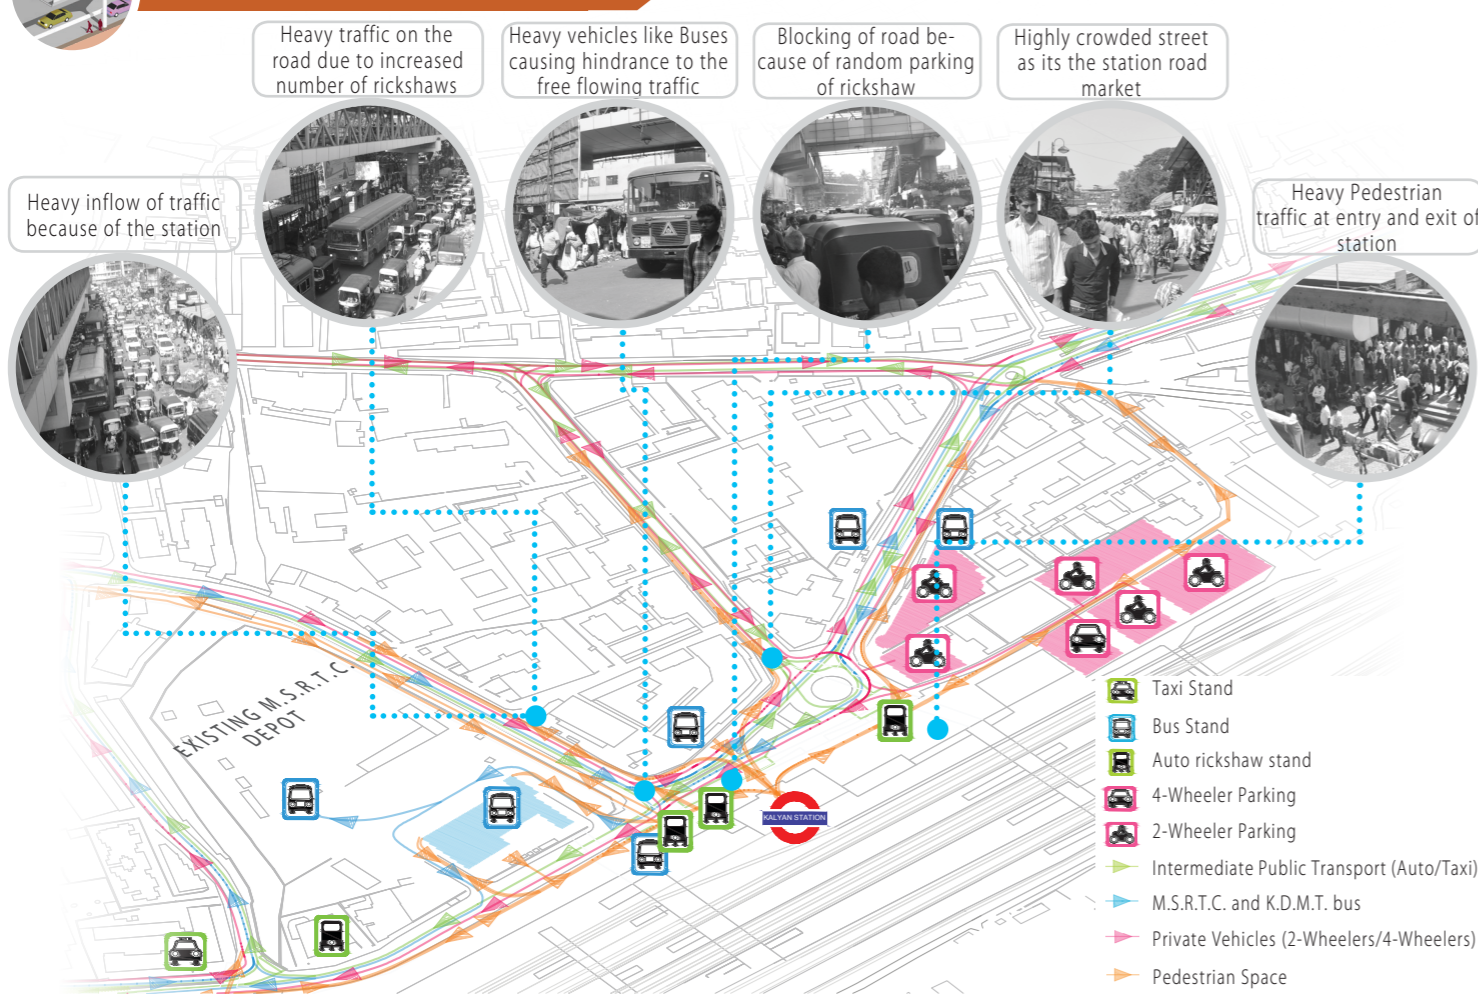 Heavy traffic on the
road due to increased
number of rickshaws
Heavy vehicles like Buses
causing hindrance to the
free flowing traffic
Blocking of road be-
cause of random parking
of rickshaw
Highly crowded street
as its the station road
market
Heavy inflow of traffic
because of the station
Heavy Pedestrian
traffic at entry and exit of
station
EXISTING M.S.R.T.C.
DEPOT
KALYAN STATION
Taxi Stand
Bus Stand
Auto rickshaw stand
4-Wheeler Parking
2-Wheeler Parking
Intermediate Public Transport (Auto/Taxi)
M.S.R.T.C. and K.D.M.T. bus
Private Vehicles (2-Wheelers/4-Wheelers)
Pedestrian Space